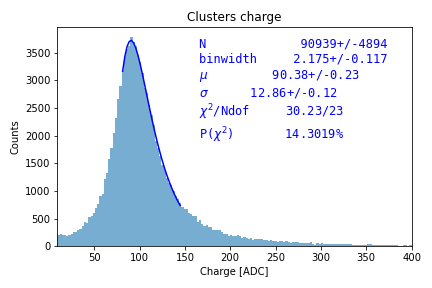 Clusters charge
N 90939+/-4894
binwidth 2.175+/-0.117
μ 90.38+/-0.23
σ 12.86+/-0.12
χ²/Ndof 30.23/23
P(χ²) 14.3019%
Counts
3500
3000
2500
2000
1500
1000
500
0
50 100 150 200 250 300 350 400
Charge [ADC]